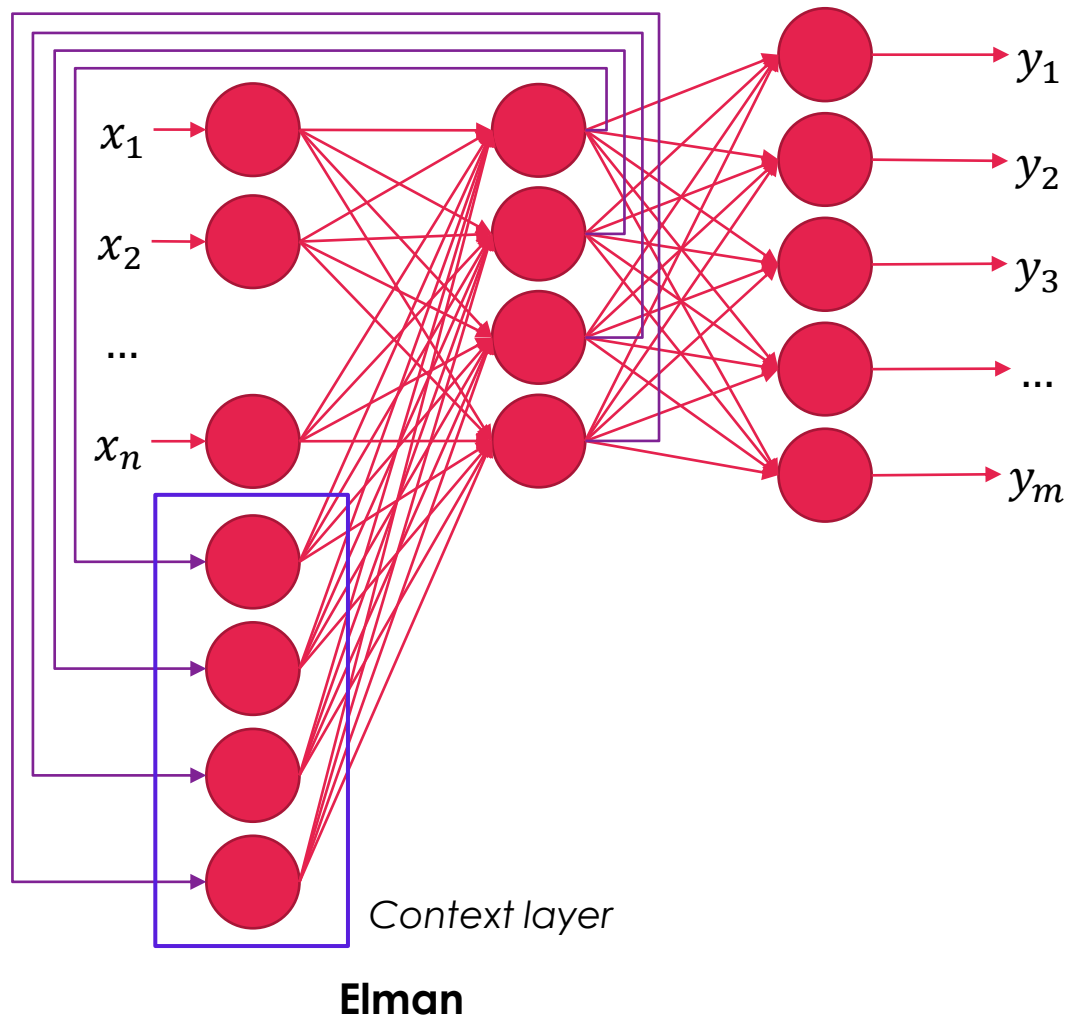 x₁
x₂
...
xₙ
y₁
y₂
y₃
...
yₘ
Context layer
Elman